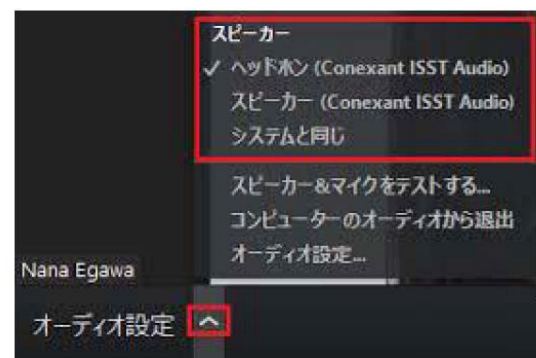 スピーカー
✓ ヘッドホン (Conexant ISST Audio)
スピーカー (Conexant ISST Audio)
システムと同じ
スピーカー&マイクをテストする...
コンピューターのオーディオから退出
オーディオ設定...
Nana Egawa
オーディオ設定